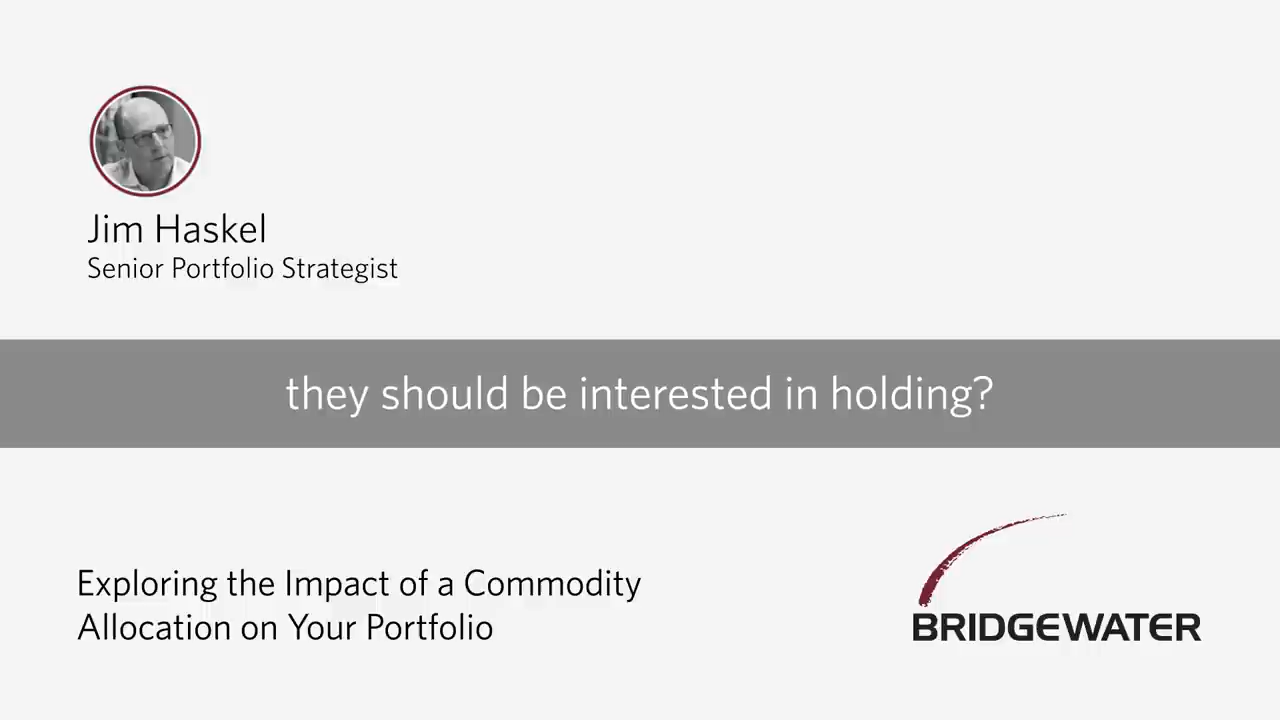 Jim Haskel
Senior Portfolio Strategist
they should be interested in holding?
Exploring the Impact of a Commodity
Allocation on Your Portfolio
BRIDGEWATER